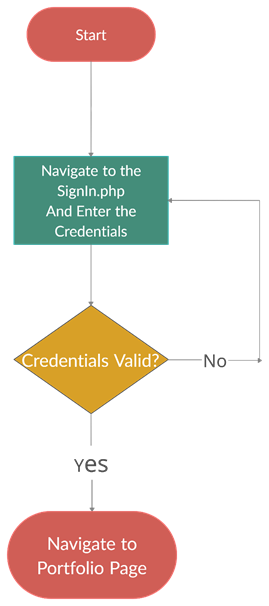 Start
Navigate to the
SignIn.php
And Enter the
Credentials
Credentials Valid?
No
Yes
Navigate to
Portfolio Page